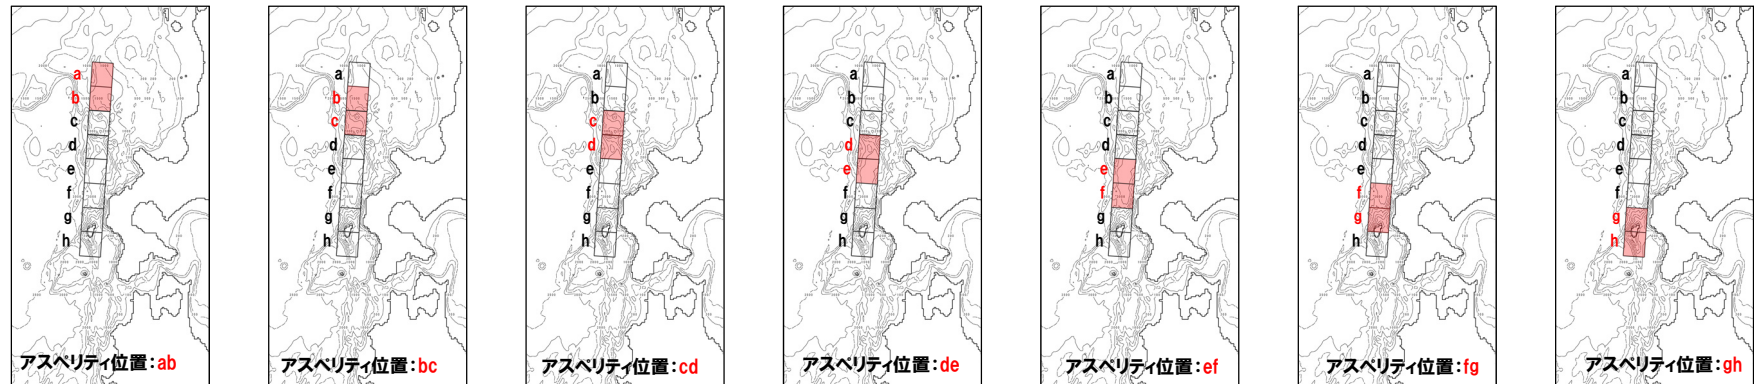 a
b
c
d
e
f
g
h
アスペリティ位置:ab
a
b
c
d
e
f
g
h
アスペリティ位置:bc
a
b
c
d
e
f
g
h
アスペリティ位置:cd
a
b
c
d
e
f
g
h
アスペリティ位置:de
a
b
c
d
e
f
g
h
アスペリティ位置:ef
a
b
c
d
e
f
g
h
アスペリティ位置:fg
a
b
c
d
e
f
g
h
アスペリティ位置:gh